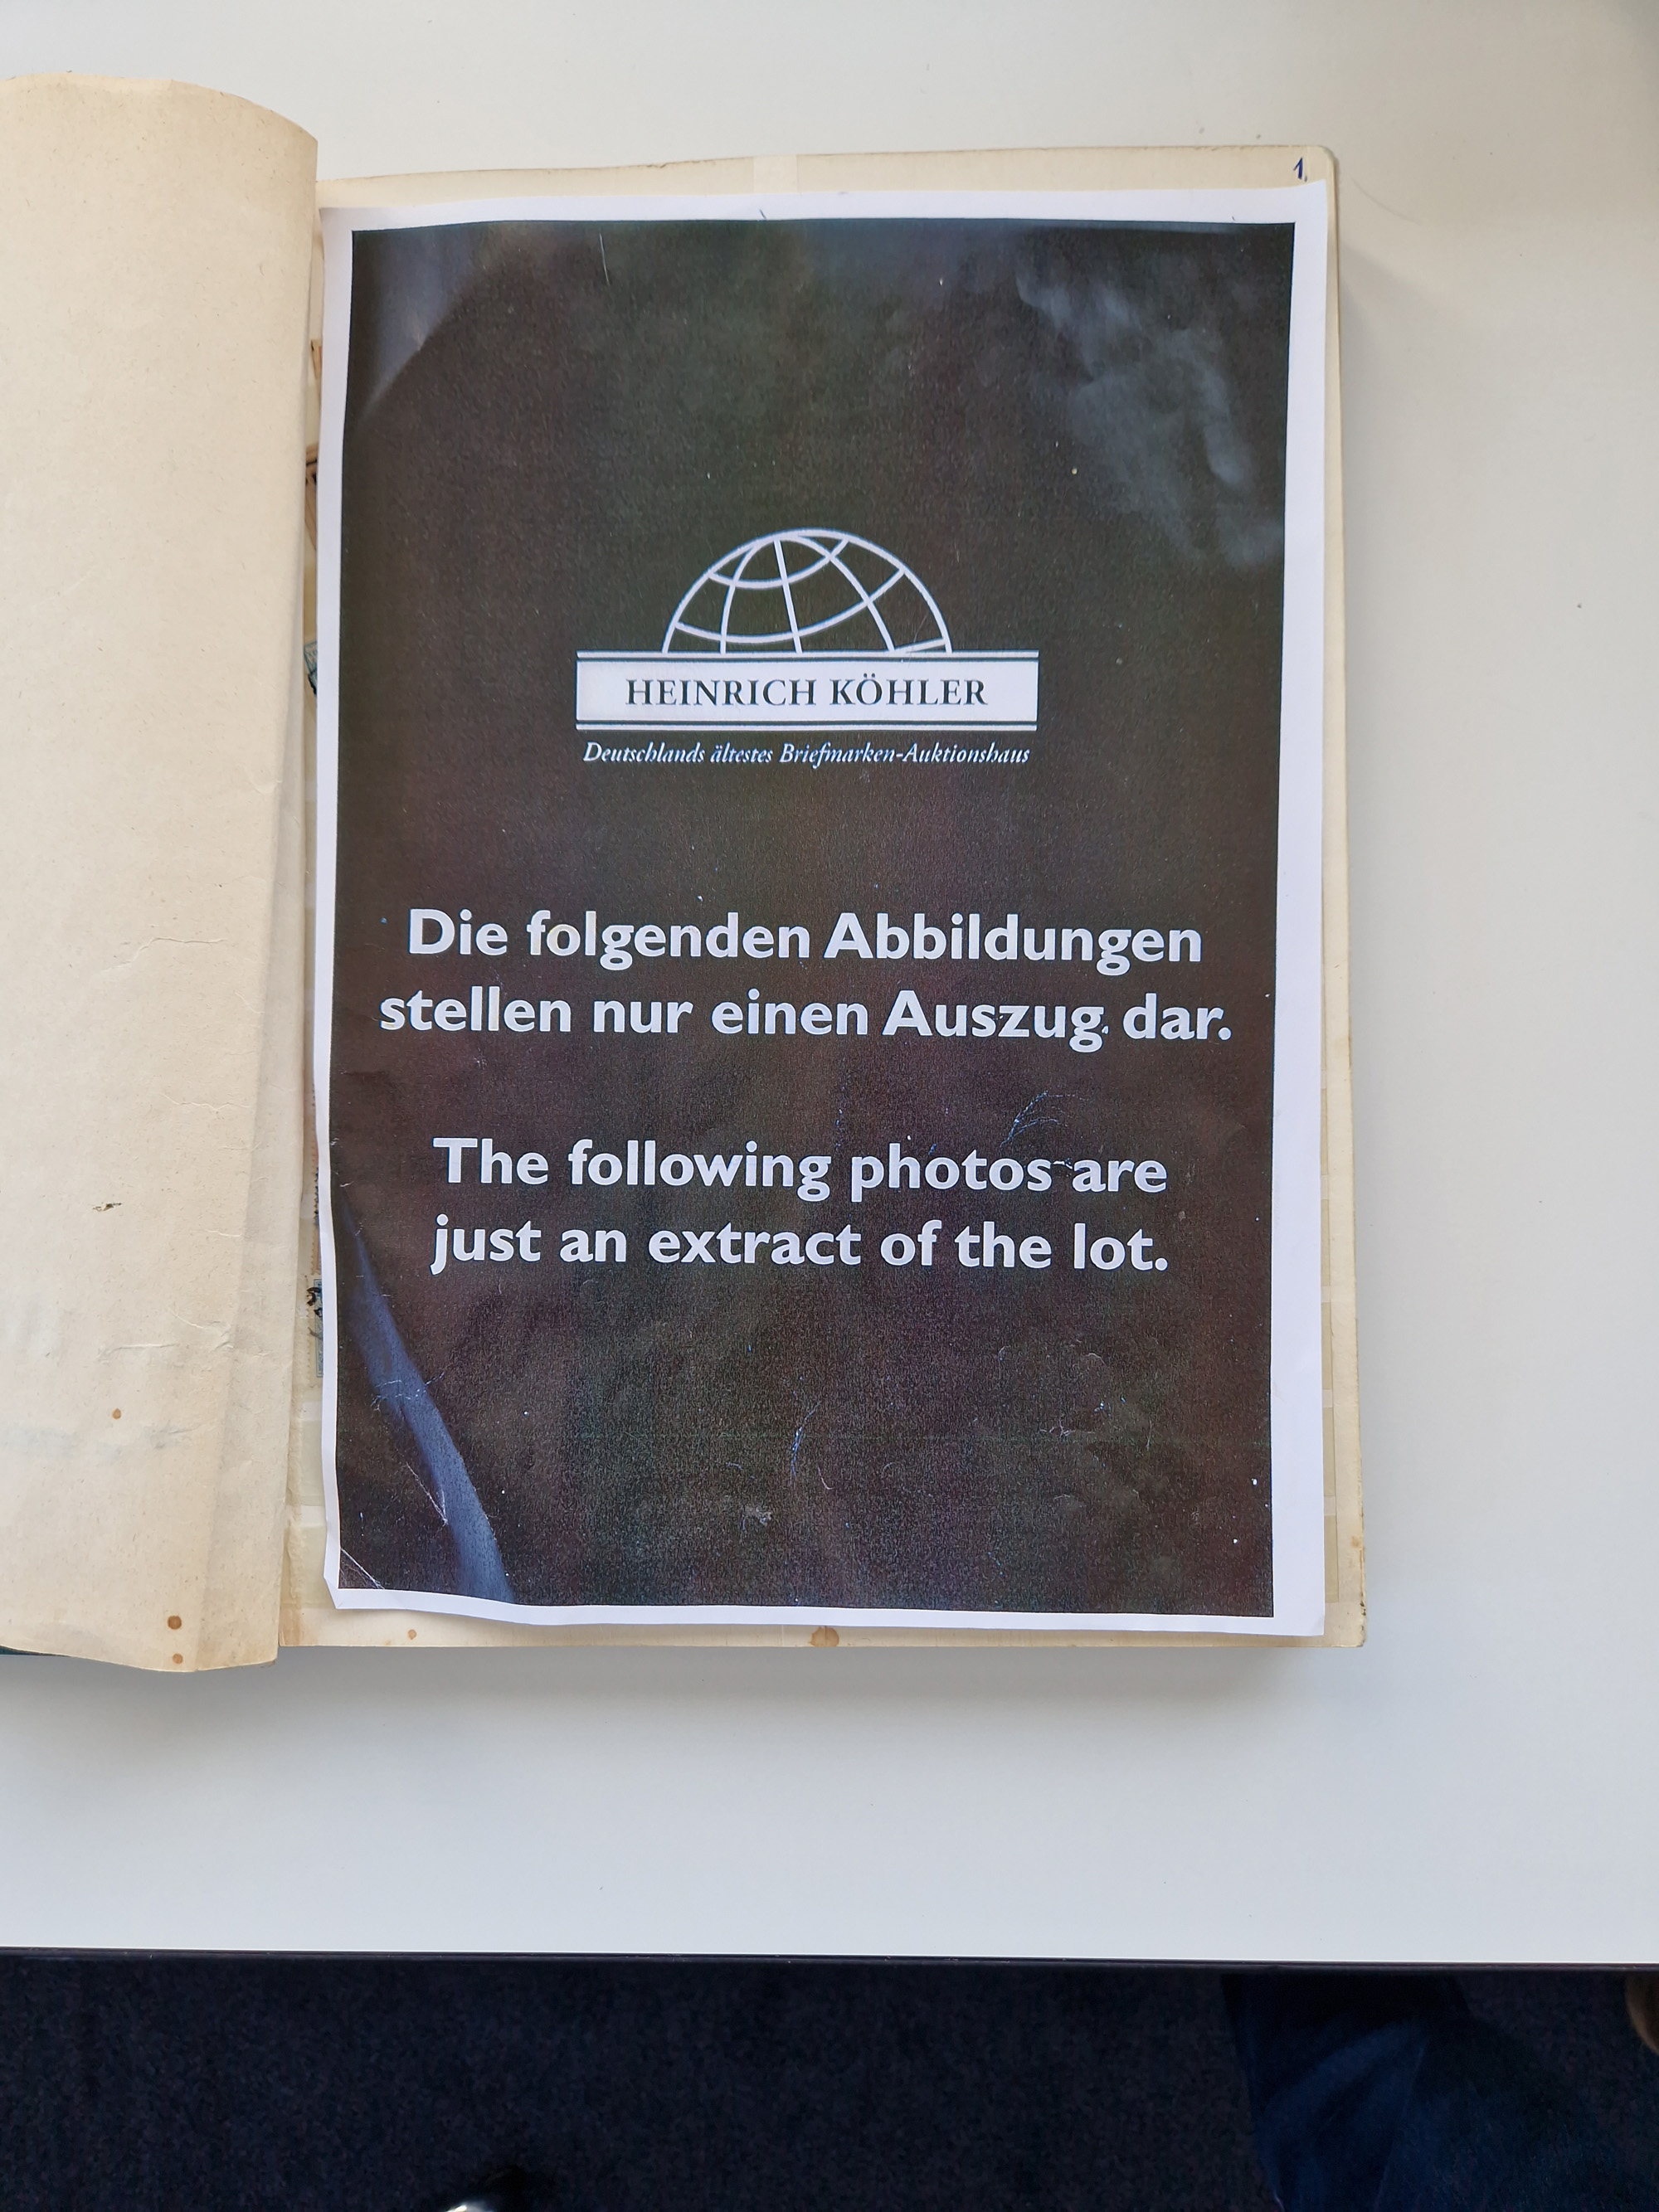 1.
HEINRICH KÖHLER
Deutschlands ältestes Briefmarken-Auktionshaus
Die folgenden Abbildungen
stellen nur einen Auszug dar.
The following photos are
just an extract of the lot.